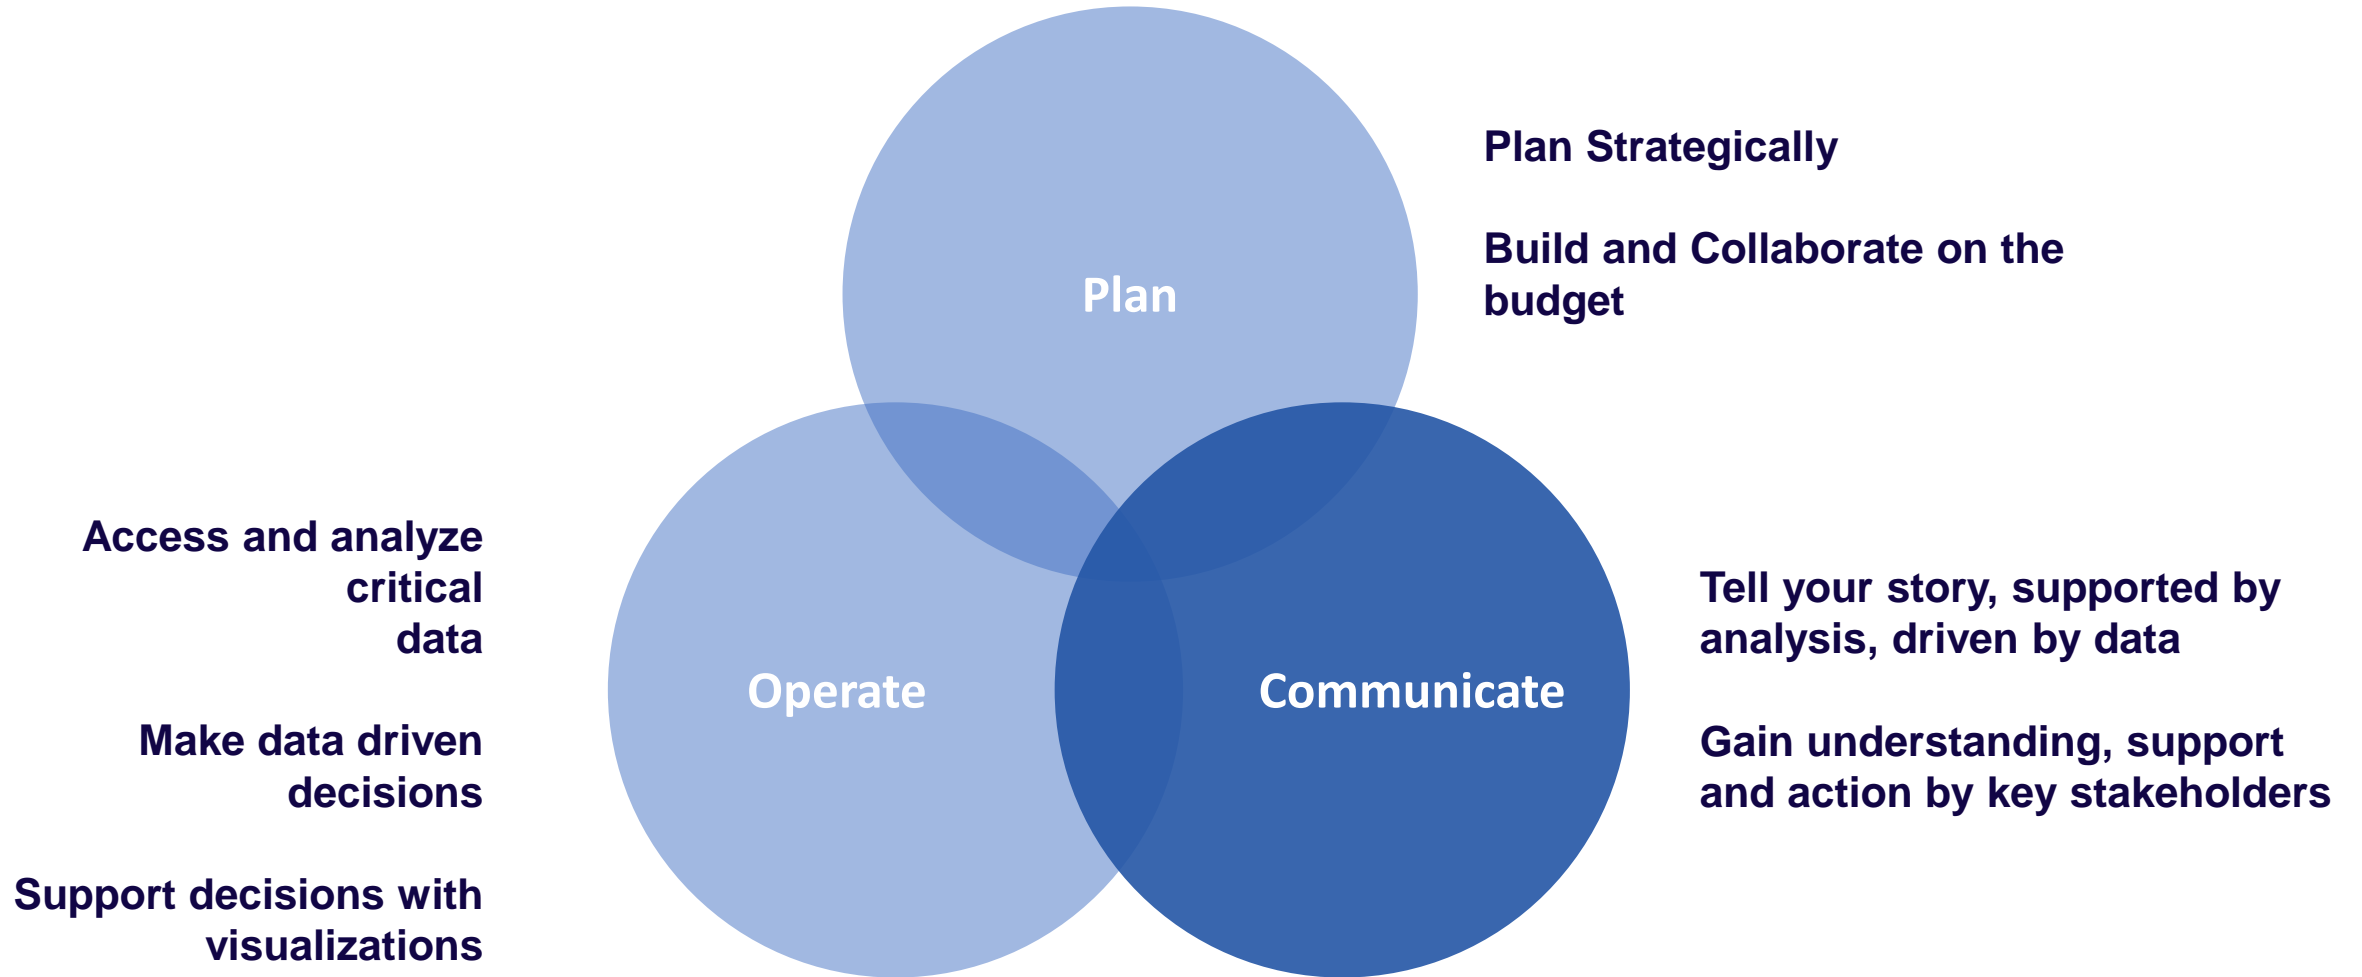 Plan Strategically
Build and Collaborate on the
budget
Plan
Access and analyze
critical
data
Make data driven
decisions
Support decisions with
visualizations
Operate
Communicate
Tell your story, supported by
analysis, driven by data
Gain understanding, support
and action by key stakeholders